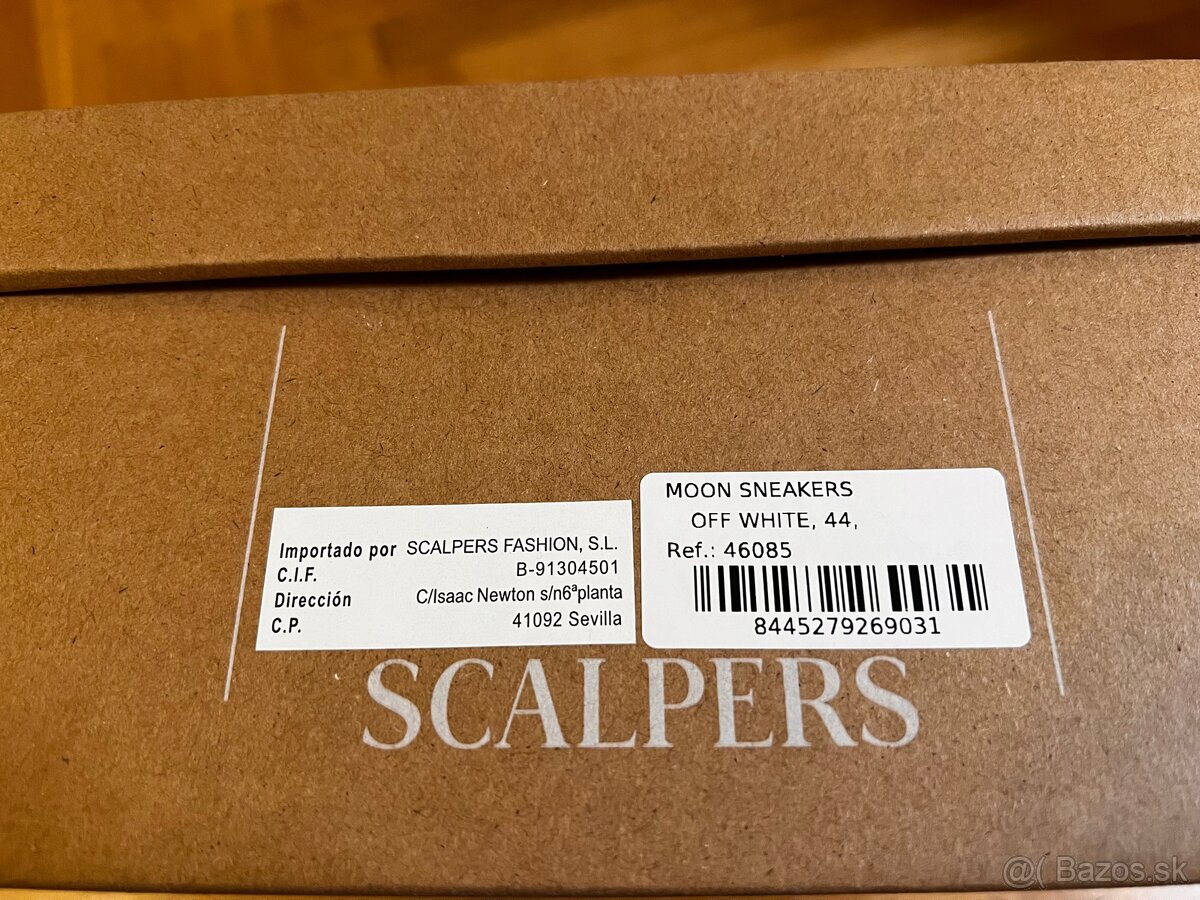 Importado por SCALPERS FASHION, S.L.
C.I.F. B-91304501
Dirección C/Isaac Newton s/n6ªplanta
C.P. 41092 Sevilla
MOON SNEAKERS
OFF WHITE, 44,
Ref.: 46085
8445279269031
SCALPERS
@( Bazos.sk